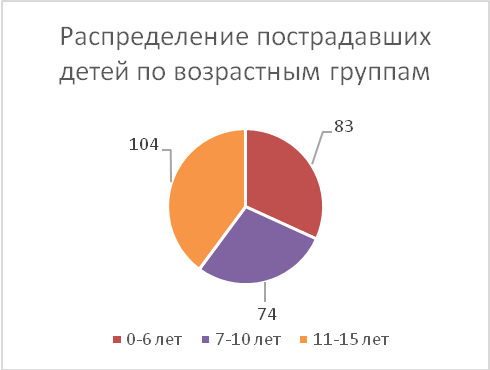 Распределение пострадавших
детей по возрастным группам
83
104
74
0-6 лет 7-10 лет 11-15 лет